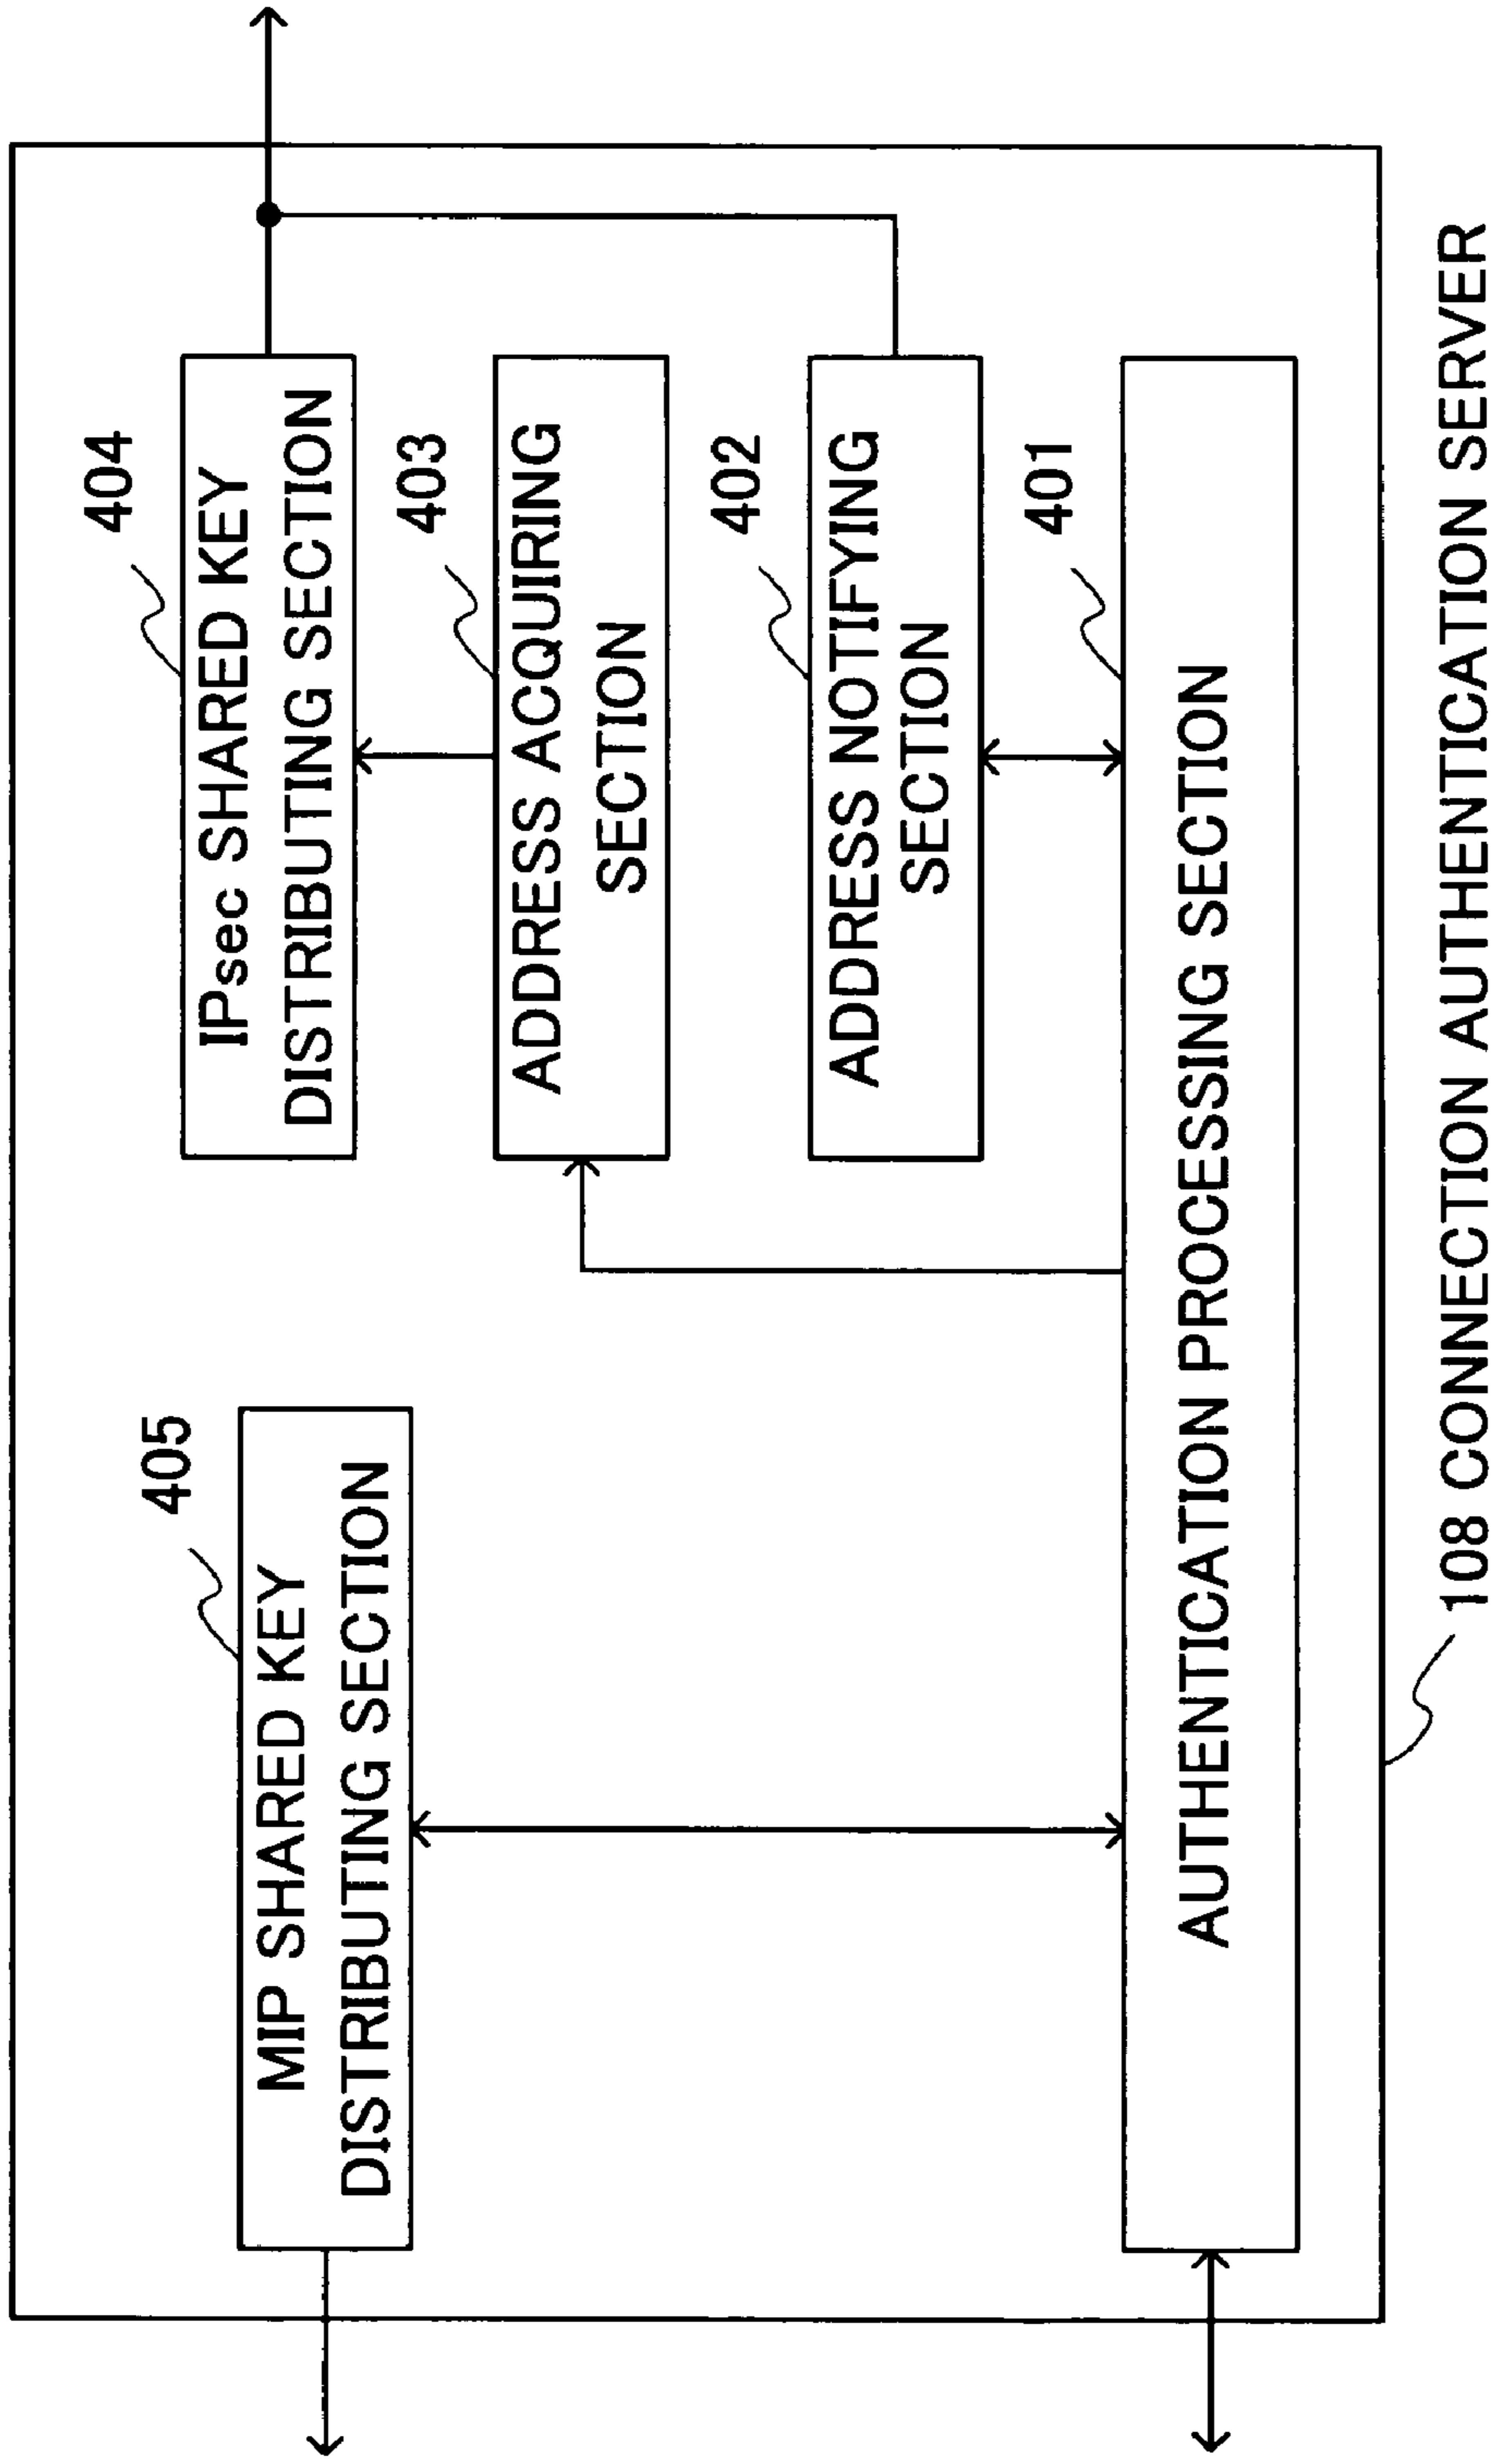 405
MIP SHARED KEY
DISTRIBUTING SECTION
404
IPsec SHARED KEY
DISTRIBUTING SECTION
403
ADDRESS ACQUIRING
SECTION
402
ADDRESS NOTIFYING
SECTION
401
AUTHENTICATION PROCESSING SECTION
108 CONNECTION AUTHENTICATION SERVER